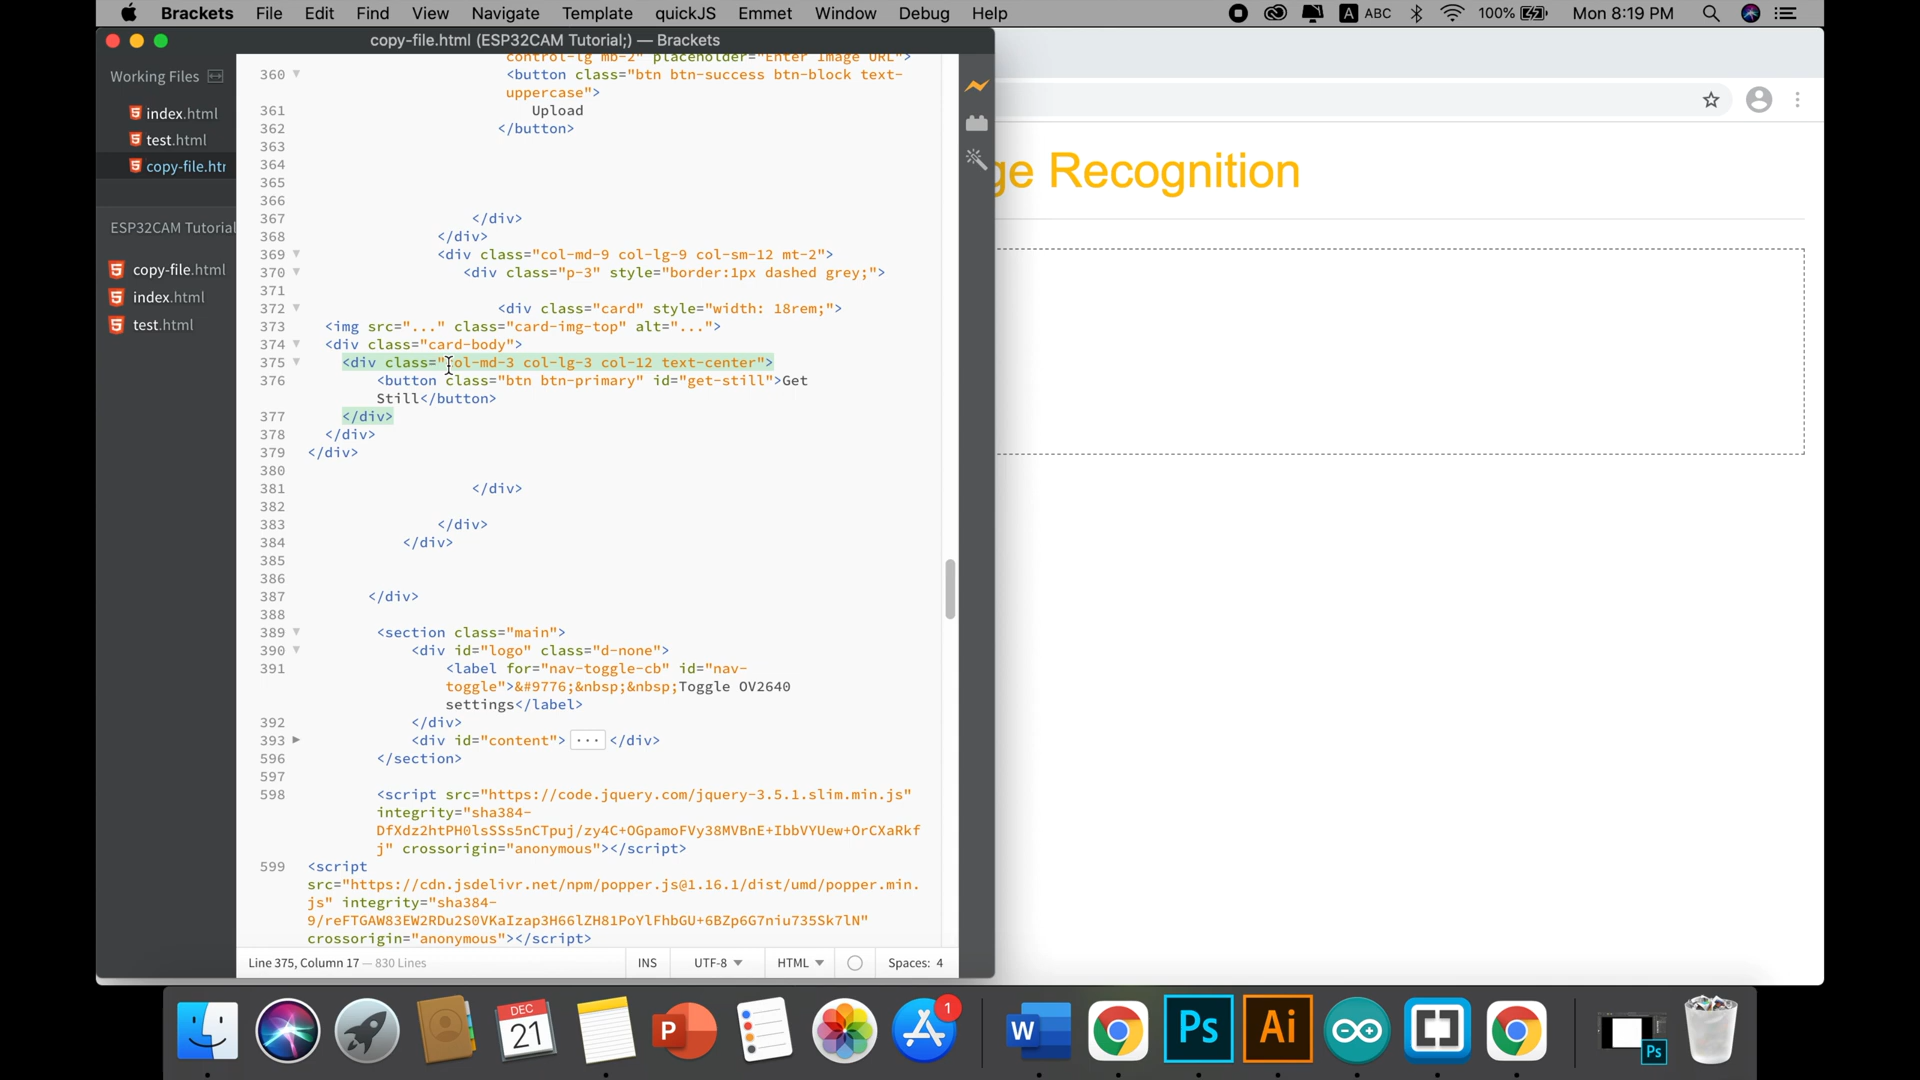 Brackets File Edit Find View Navigate Template quickJS Emmet Window Debug Help A ABC 100% Mon 8:19 PM
copy-file.html (ESP32CAM Tutorial;) — Brackets
Working Files
index.html
test.html
copy-file.htr
ESP32CAM Tutorial
copy-file.html
index.html
test.html
control-lg mb-2" placeholder="Enter Image URL">
360 <button class="btn btn-success btn-block text-
uppercase">
361 Upload
362 </button>
363
364
365
366
367 </div>
368 </div>
369 <div class="col-md-9 col-lg-9 col-sm-12 mt-2">
370 <div class="p-3" style="border:1px dashed grey;">
371
372 <div class="card" style="width: 18rem;">
373 <img src="..." class="card-img-top" alt="...">
374 <div class="card-body">
375 <div class="col-md-3 col-lg-3 col-12 text-center">
376 <button class="btn btn-primary" id="get-still">Get
Still</button>
377 </div>
378 </div>
379 </div>
380
381 </div>
382
383 </div>
384 </div>
385
386
387 </div>
388
389 <section class="main">
390 <div id="logo" class="d-none">
391 <label for="nav-toggle-cb" id="nav-
toggle">&#9776;&nbsp;&nbsp;Toggle OV2640
settings</label>
392 </div>
393 <div id="content"> ... </div>
596 </section>
597
598 <script src="https://code.jquery.com/jquery-3.5.1.slim.min.js"
integrity="sha384-
DfXdz2htPH0lsSSs5nCTpuj/zy4C+OGpamoFVy38MVBnE+IbbVYUew+OrCXaRkf
j" crossorigin="anonymous"></script>
599 <script
src="https://cdn.jsdelivr.net/npm/popper.js@1.16.1/dist/umd/popper.min.
js" integrity="sha384-
9/reFTGAW83EW2RDu2S0VKaIzap3H66lZH81PoYlFhbGU+6BZp6G7niu735Sk7lN"
crossorigin="anonymous"></script>
Line 375, Column 17 — 830 Lines INS UTF-8 HTML Spaces: 4
ge Recognition
DEC
21
P
1
W
Ps
Ai
Ps